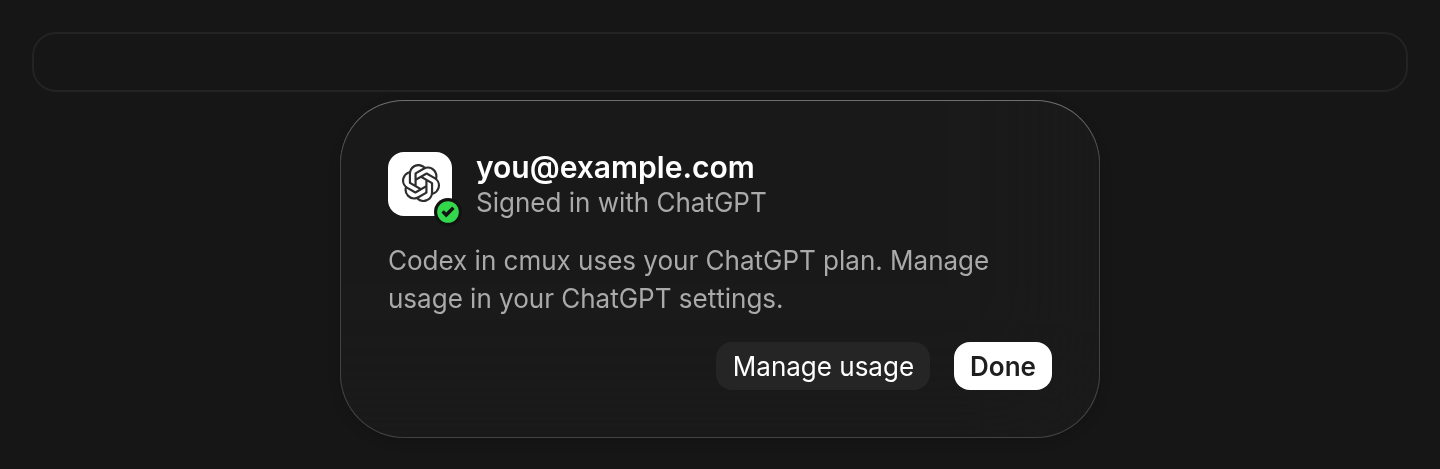 you@example.com
Signed in with ChatGPT
Codex in cmux uses your ChatGPT plan. Manage
usage in your ChatGPT settings.
Manage usage
Done